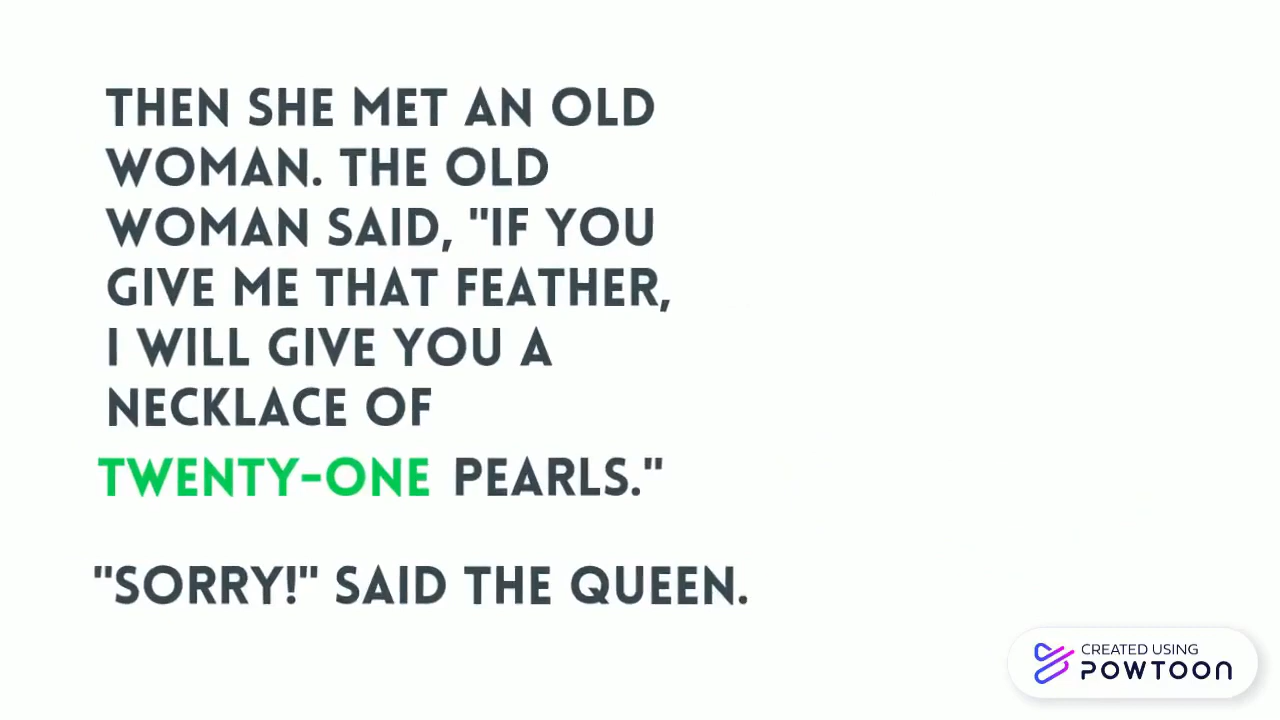 THEN SHE MET AN OLD
WOMAN. THE OLD
WOMAN SAID, "IF YOU
GIVE ME THAT FEATHER,
I WILL GIVE YOU A
NECKLACE OF
TWENTY-ONE PEARLS."
"SORRY!" SAID THE QUEEN.
CREATED USING
POWTOON